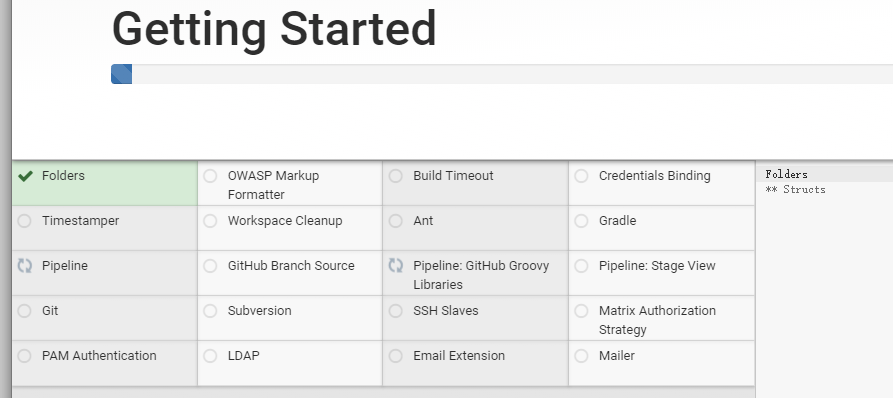 Getting Started
Folders
OWASP Markup
Formatter
Build Timeout
Credentials Binding
Timestamper
Workspace Cleanup
Ant
Gradle
Pipeline
GitHub Branch Source
Pipeline: GitHub Groovy
Libraries
Pipeline: Stage View
Git
Subversion
SSH Slaves
Matrix Authorization
Strategy
PAM Authentication
LDAP
Email Extension
Mailer
Folders
** Structs